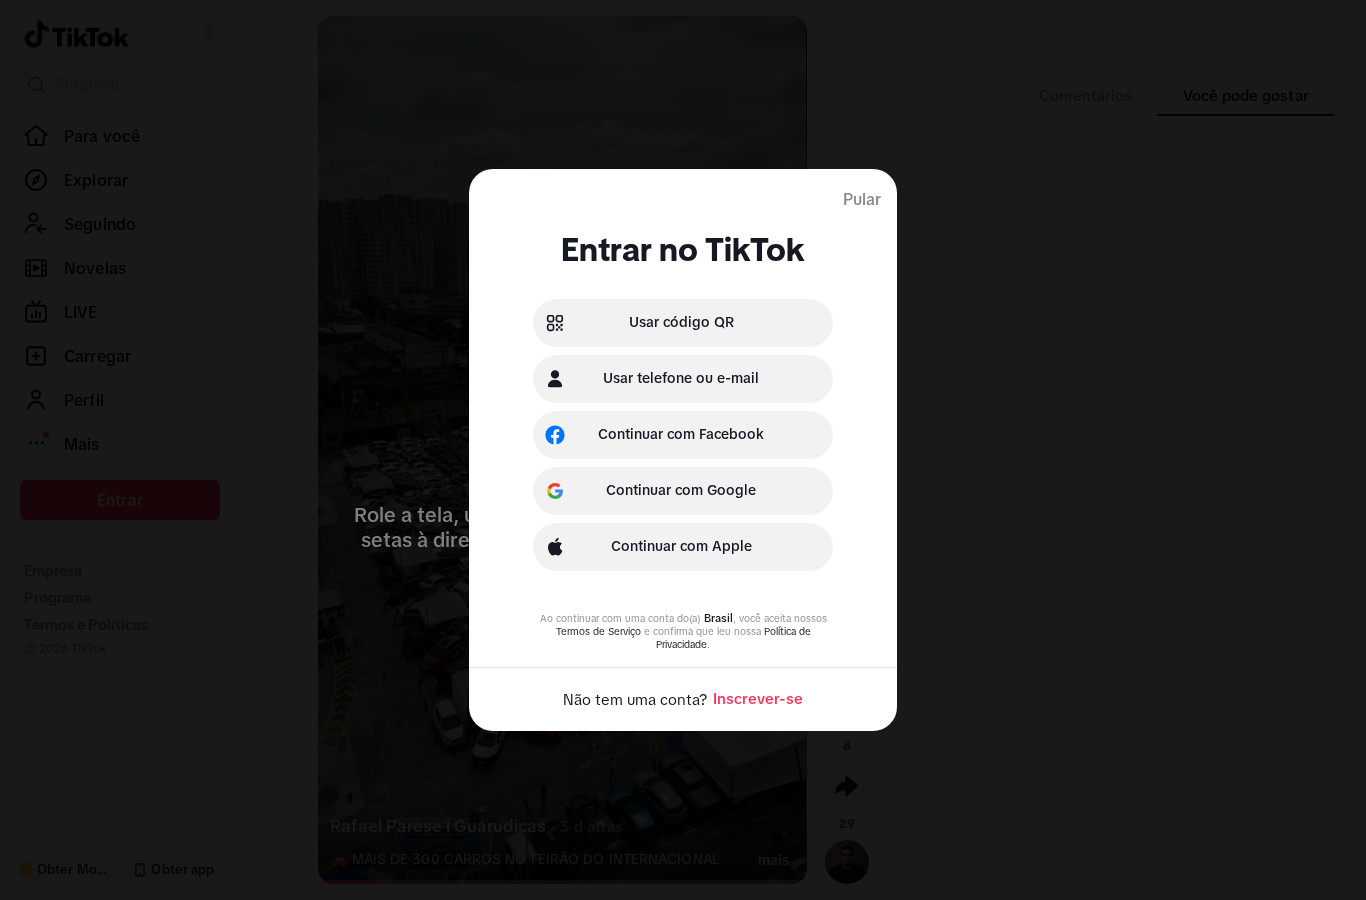 TikTok
Pesquisar
Para você
Explorar
Seguindo
Novelas
LIVE
Carregar
Perfil
Mais
Entrar
Empresa
Programa
Termos e Políticas
© 2026 TikTok
Obter Mo...
Obter app
Role a tela, u
setas à dire
Rafael Parese l Guarudicas · 3 d atrás
🚗 MAIS DE 300 CARROS NO FEIRÃO DO INTERNACIONAL
mais
8
29
Comentários
Você pode gostar
Pular
Entrar no TikTok
Usar código QR
Usar telefone ou e-mail
Continuar com Facebook
Continuar com Google
Continuar com Apple
Ao continuar com uma conta do(a) Brasil, você aceita nossos
Termos de Serviço e confirma que leu nossa Política de
Privacidade.
Não tem uma conta? Inscrever-se